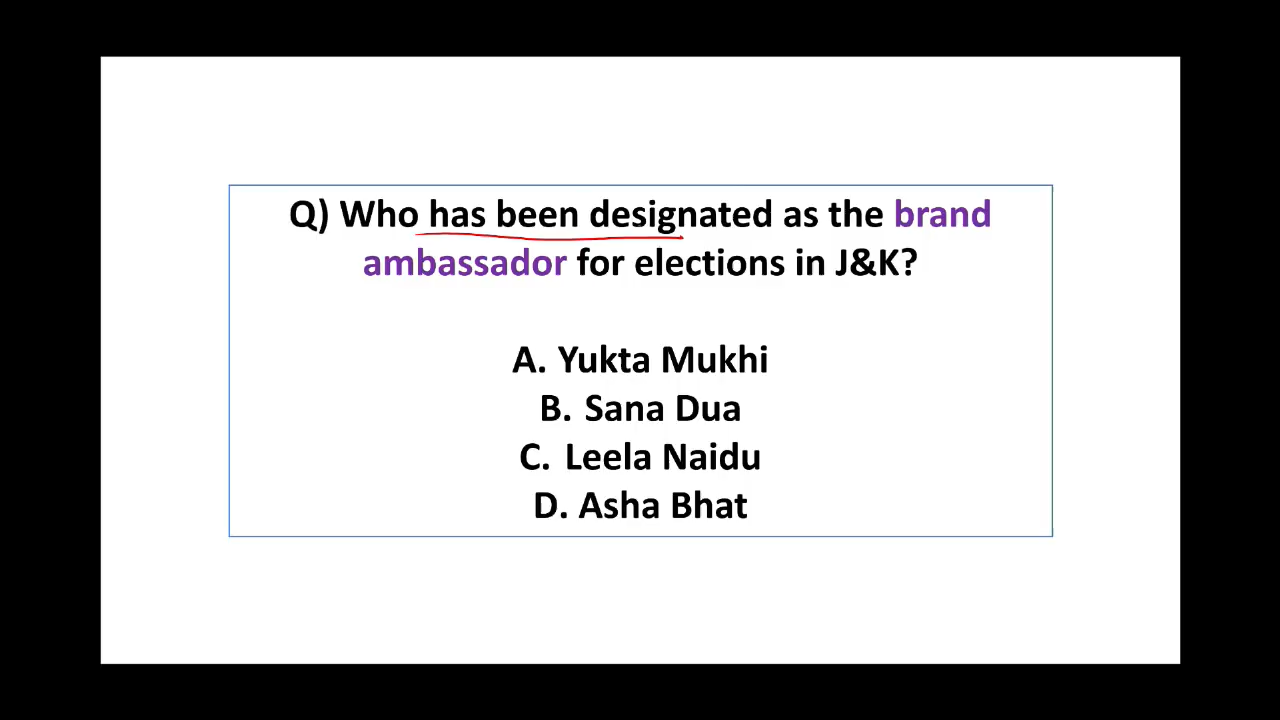 Q) Who has been designated as the brand
ambassador for elections in J&K?
A. Yukta Mukhi
B. Sana Dua
C. Leela Naidu
D. Asha Bhat